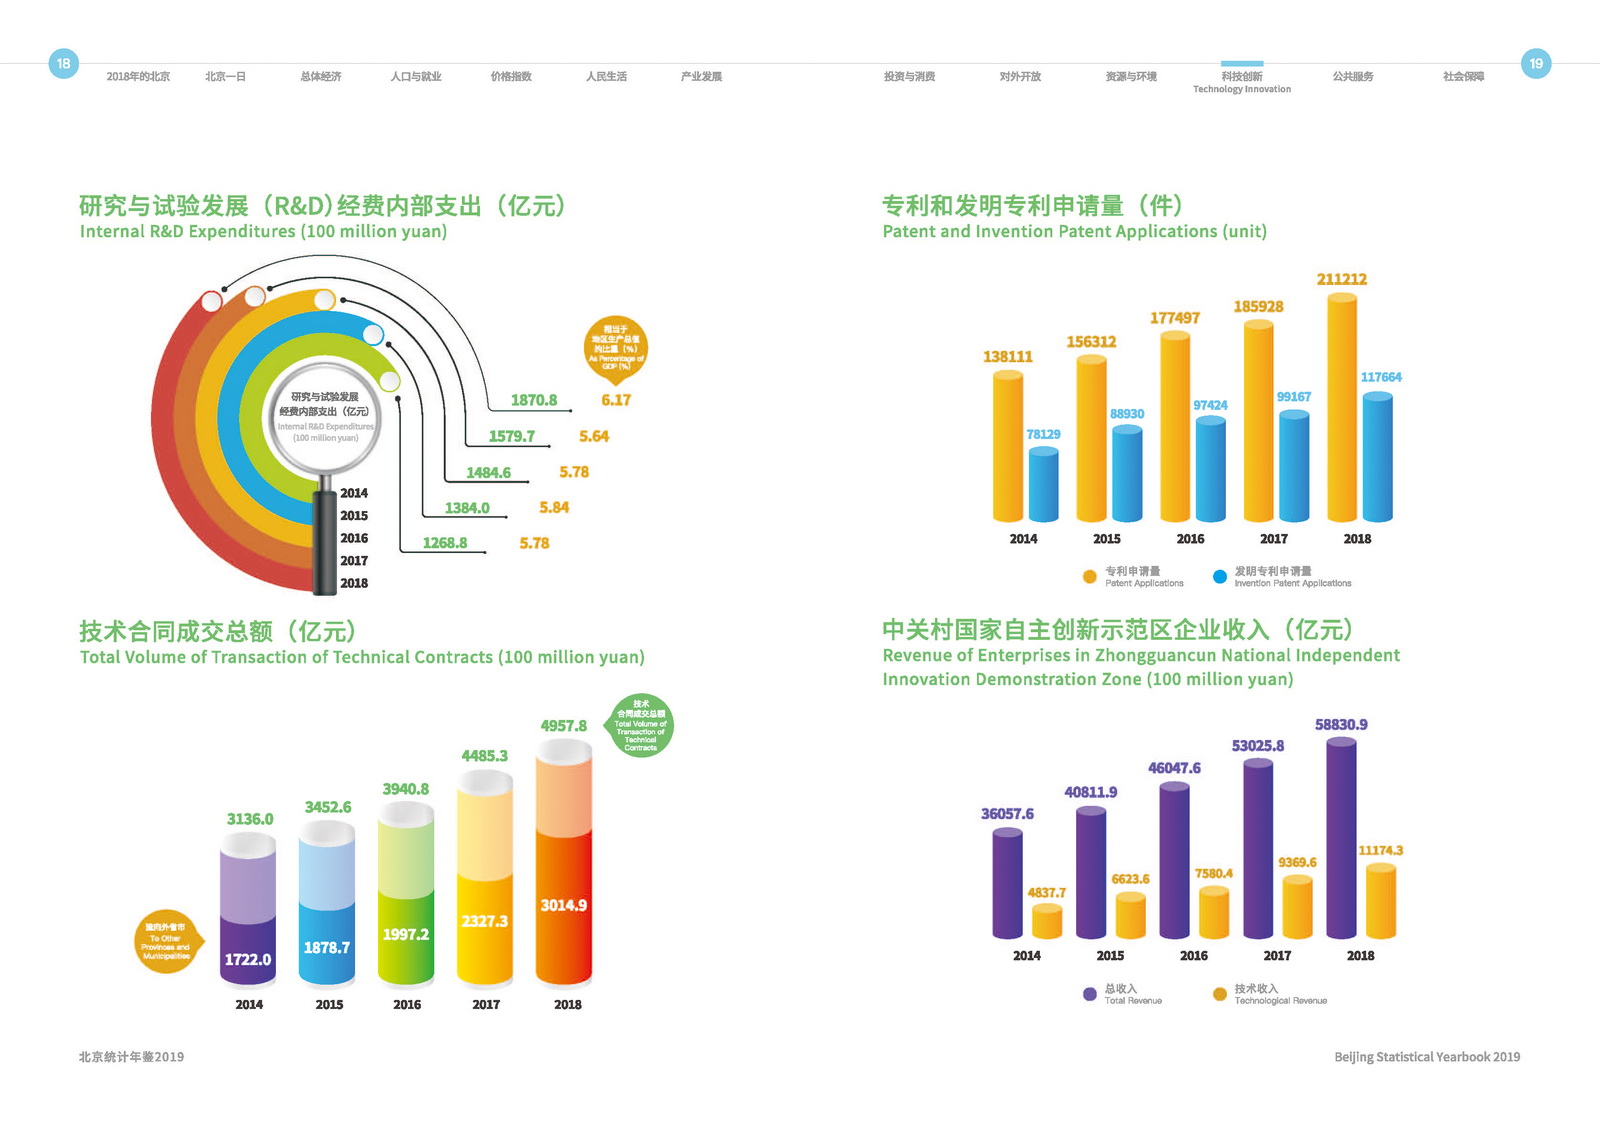 18
2018年的北京
北京一日
总体经济
人口与就业
价格指数
人民生活
产业发展
投资与消费
对外开放
资源与环境
科技创新
Technology Innovation
公共服务
社会保障
19
研究与试验发展（R&D)经费内部支出（亿元）
Internal R&D Expenditures (100 million yuan)
相当于
地区生产总值
的比重（%）
As Percentage of
GDP (%)
研究与试验发展
经费内部支出（亿元）
Internal R&D Expenditures
(100 million yuan)
1870.8
6.17
1579.7
5.64
1484.6
5.78
1384.0
5.84
1268.8
5.78
2014
2015
2016
2017
2018
技术合同成交总额（亿元）
Total Volume of Transaction of Technical Contracts (100 million yuan)
技术
合同成交总额
Total Volume of
Transaction of
Technical
Contracts
3136.0
3452.6
3940.8
4485.3
4957.8
流向外省市
To Other
Provinces and
Municipalities
1722.0
1878.7
1997.2
2327.3
3014.9
2014
2015
2016
2017
2018
专利和发明专利申请量（件）
Patent and Invention Patent Applications (unit)
138111
156312
177497
185928
211212
78129
88930
97424
99167
117664
2014
2015
2016
2017
2018
专利申请量
Patent Applications
发明专利申请量
Invention Patent Applications
中关村国家自主创新示范区企业收入（亿元）
Revenue of Enterprises in Zhongguancun National Independent
Innovation Demonstration Zone (100 million yuan)
36057.6
40811.9
46047.6
53025.8
58830.9
4837.7
6623.6
7580.4
9369.6
11174.3
2014
2015
2016
2017
2018
总收入
Total Revenue
技术收入
Technological Revenue
北京统计年鉴2019
Beijing Statistical Yearbook 2019